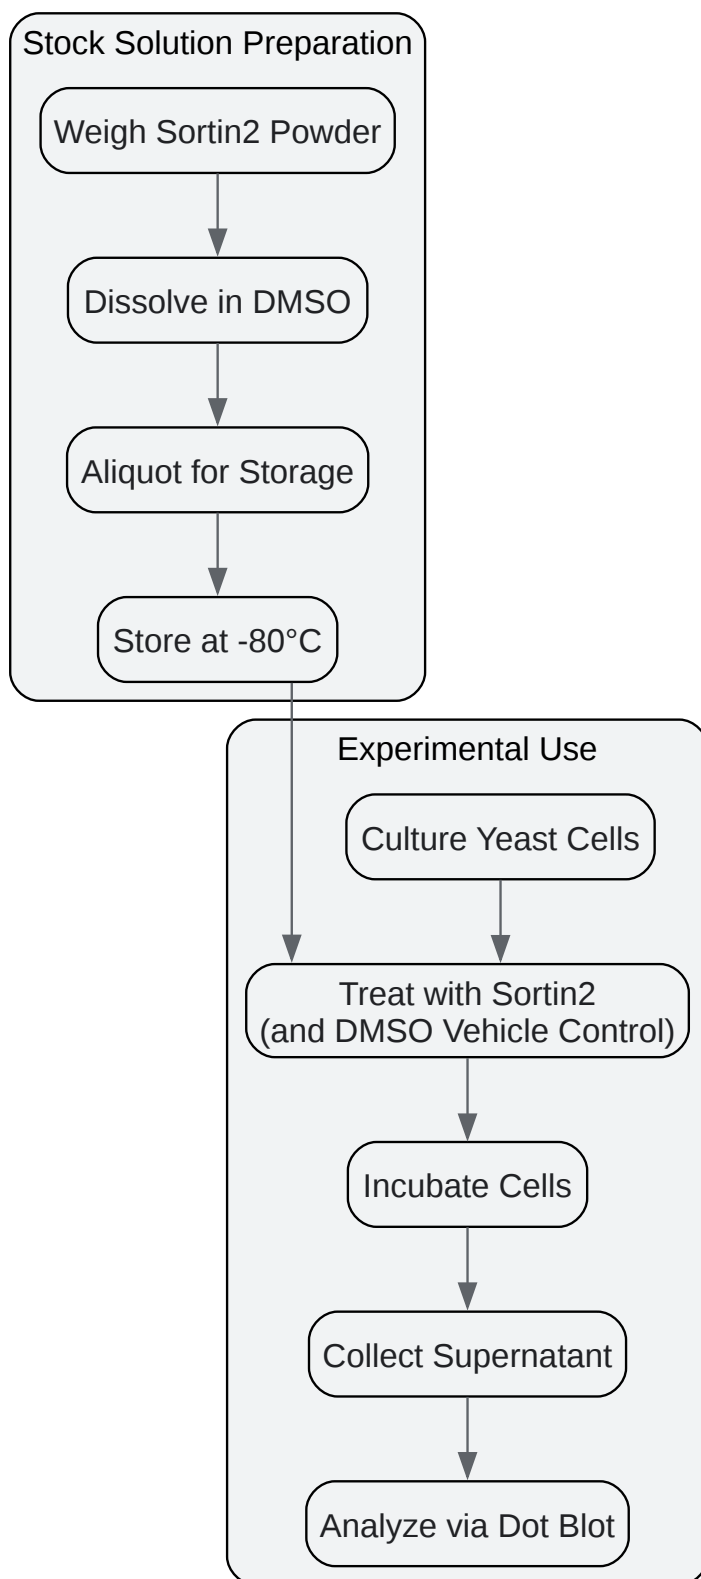 Stock Solution Preparation
Weigh Sortin2 Powder
Dissolve in DMSO
Aliquot for Storage
Store at -80°C
Experimental Use
Culture Yeast Cells
Treat with Sortin2
(and DMSO Vehicle Control)
Incubate Cells
Collect Supernatant
Analyze via Dot Blot